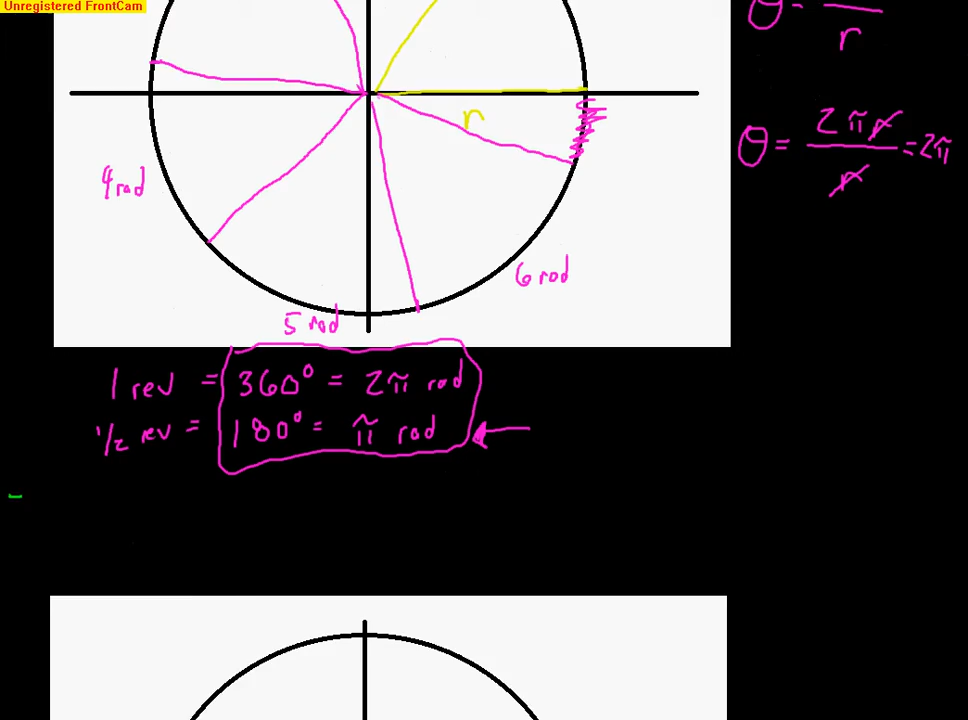 Unregistered FrontCam
θ = —
r
r
θ = 2πr / r = 2π
4 rad
6 rad
5 rad
1 rev = 360° = 2π rad
1/2 rev = 180° = π rad